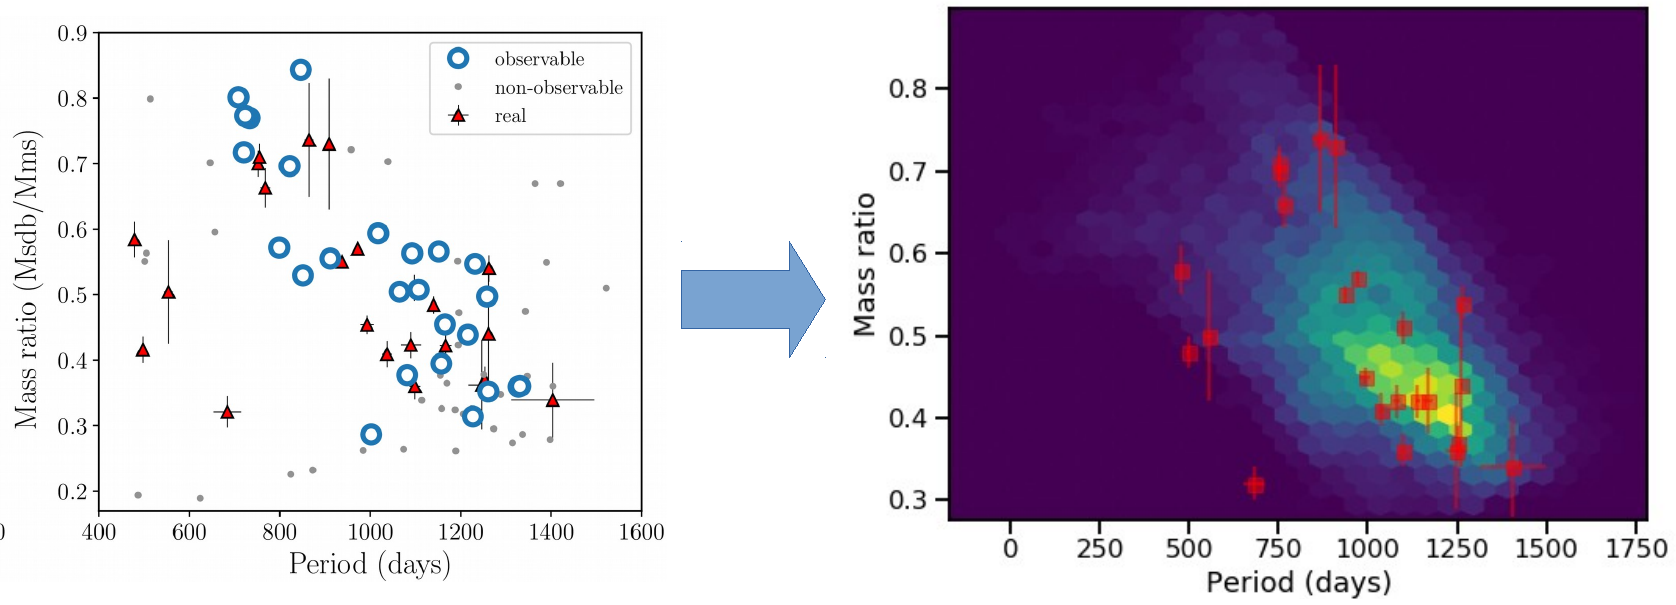 0.9
0.8
0.7
0.6
0.5
0.4
0.3
0.2
Mass ratio (Msdb/Mms)
observable
non-observable
real
0
400 600 800 1000 1200 1400 1600
Period (days)
0.8
0.7
0.6
0.5
0.4
0.3
Mass ratio
0 250 500 750 1000 1250 1500 1750
Period (days)